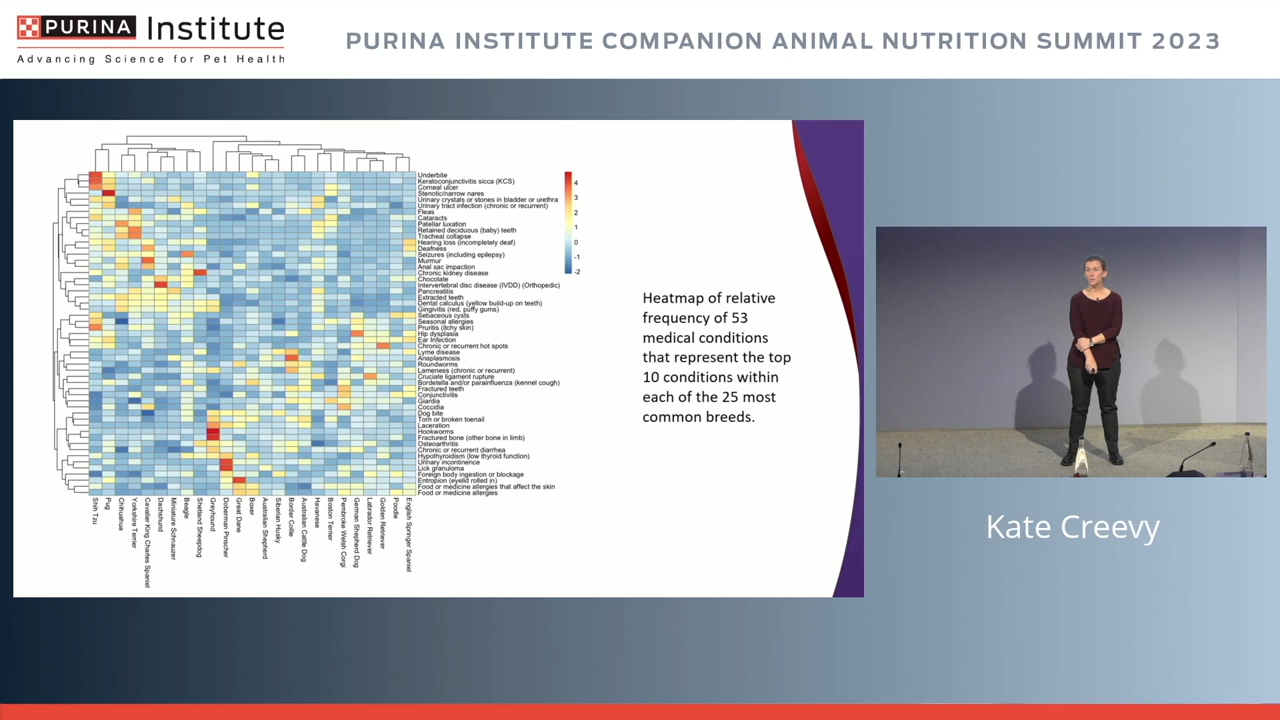 PURINA Institute
Advancing Science for Pet Health
PURINA INSTITUTE COMPANION ANIMAL NUTRITION SUMMIT 2023
Underbite
Keratoconjunctivitis sicca (KCS)
Corneal ulcer
Stenotic/narrow nares
Urinary crystals or stones in bladder or urethra
Urinary tract infection (chronic or recurrent)
Fleas
Cataracts
Patellar luxation
Retained deciduous (baby) teeth
Tracheal collapse
Hearing loss (incompletely deaf)
Deafness
Seizures (including epilepsy)
Murmur
Anal sac impaction
Chronic kidney disease
Chocolate
Intervertebral disc disease (IVDD) (Orthopedic)
Pancreatitis
Extracted teeth
Dental calculus (yellow build-up on teeth)
Gingivitis (red, puffy gums)
Sebaceous cysts
Seasonal allergies
Pruritis (itchy skin)
Hip dysplasia
Ear Infection
Chronic or recurrent hot spots
Lyme disease
Anaplasmosis
Roundworms
Lameness (chronic or recurrent)
Cruciate ligament rupture
Bordetella and/or parainfluenza (kennel cough)
Fractured teeth
Conjunctivitis
Giardia
Coccidia
Dog bite
Torn or broken toenail
Laceration
Hookworms
Fractured bone (other bone in limb)
Osteoarthritis
Chronic or recurrent diarrhea
Hypothyroidism (low thyroid function)
Urinary incontinence
Lick granuloma
Foreign body ingestion or blockage
Entropion (eyelid rolled in)
Food or medicine allergies that affect the skin
Food or medicine allergies
4
3
2
1
0
-1
-2
Shih Tzu
Pug
Chihuahua
Yorkshire Terrier
Cavalier King Charles Spaniel
Dachshund
Miniature Schnauzer
Beagle
Shetland Sheepdog
Greyhound
Doberman Pinscher
Great Dane
Boxer
Australian Shepherd
Siberian Husky
Border Collie
Australian Cattle Dog
Havanese
Boston Terrier
Pembroke Welsh Corgi
German Shepherd Dog
Labrador Retriever
Golden Retriever
Poodle
English Springer Spaniel
Heatmap of relative
frequency of 53
medical conditions
that represent the top
10 conditions within
each of the 25 most
common breeds.
Kate Creevy